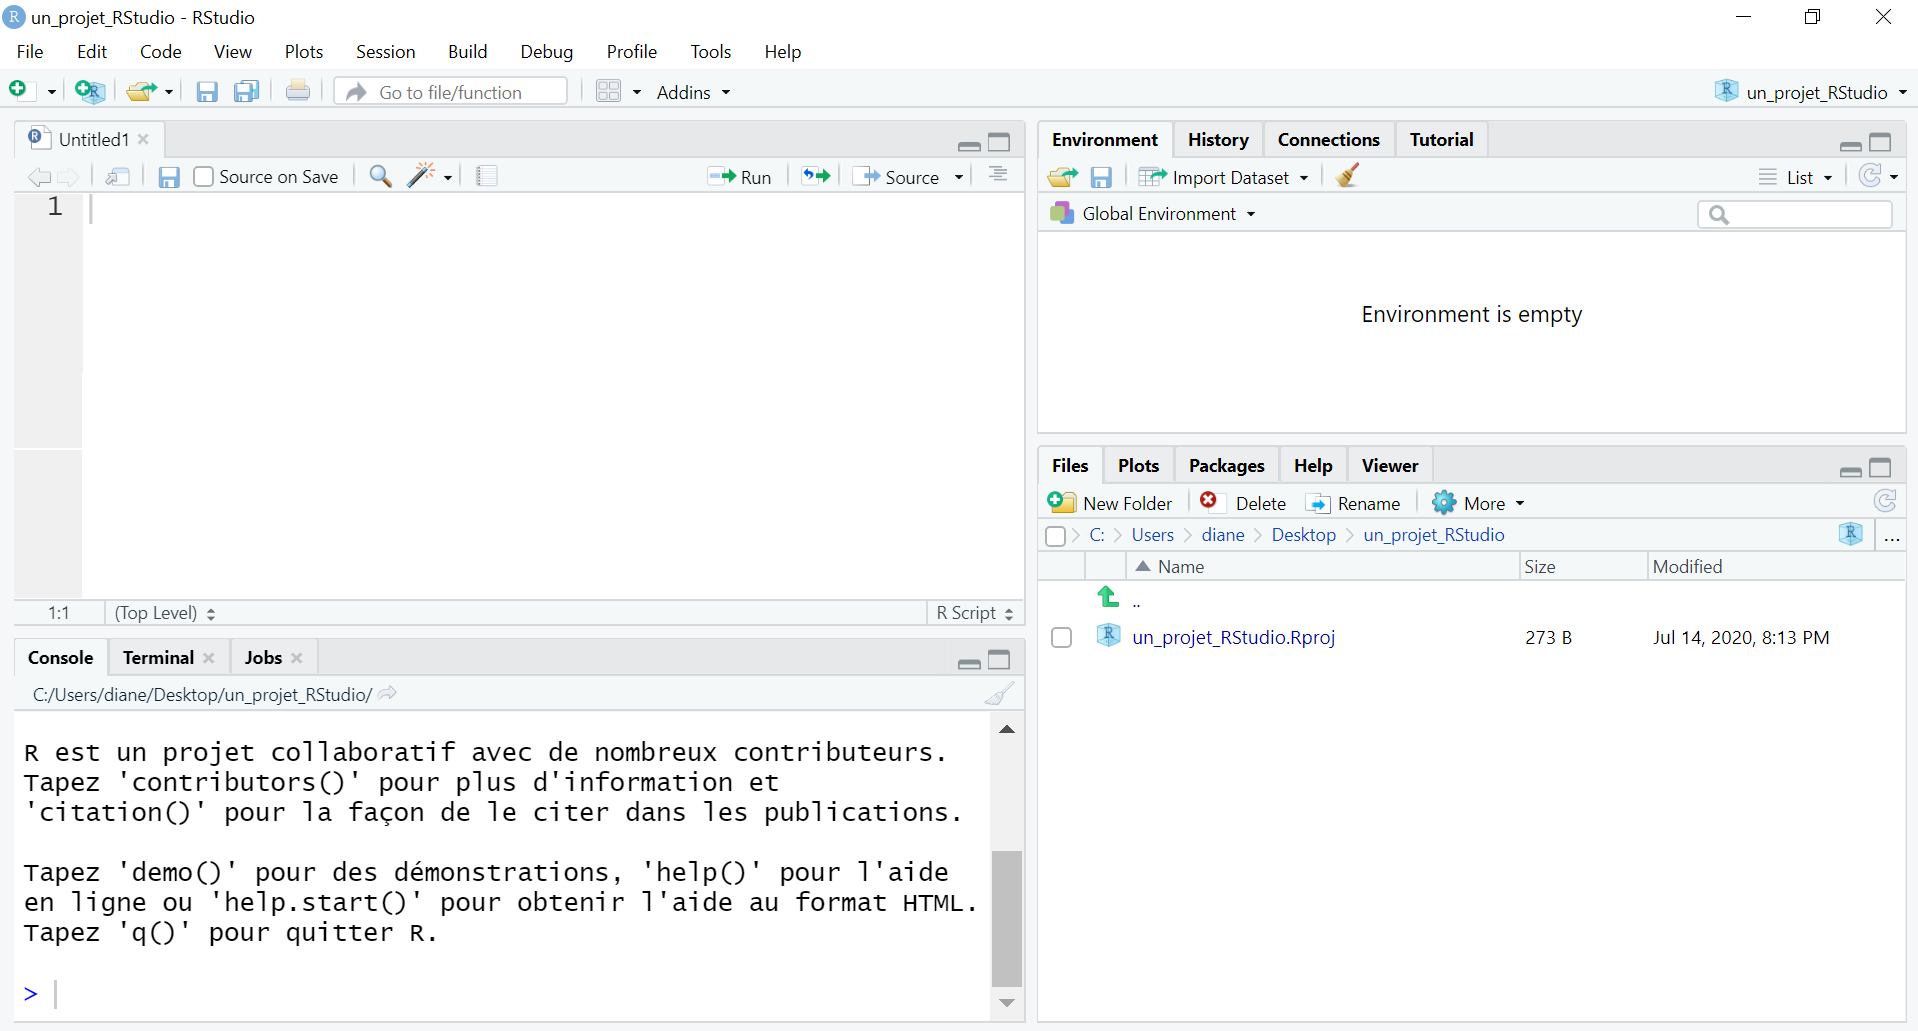 un_projet_RStudio - RStudio
File Edit Code View Plots Session Build Debug Profile Tools Help
Go to file/function Addins un_projet_RStudio
Untitled1
Source on Save Run Source
1
1:1 (Top Level) R Script
Console Terminal Jobs
C:/Users/diane/Desktop/un_projet_RStudio/
R est un projet collaboratif avec de nombreux contributeurs.
Tapez 'contributors()' pour plus d'information et
'citation()' pour la façon de le citer dans les publications.
Tapez 'demo()' pour des démonstrations, 'help()' pour l'aide
en ligne ou 'help.start()' pour obtenir l'aide au format HTML.
Tapez 'q()' pour quitter R.
>
Environment History Connections Tutorial
Import Dataset List
Global Environment
Environment is empty
Files Plots Packages Help Viewer
New Folder Delete Rename More
C: Users diane Desktop un_projet_RStudio ...
Name Size Modified
..
un_projet_RStudio.Rproj 273 B Jul 14, 2020, 8:13 PM